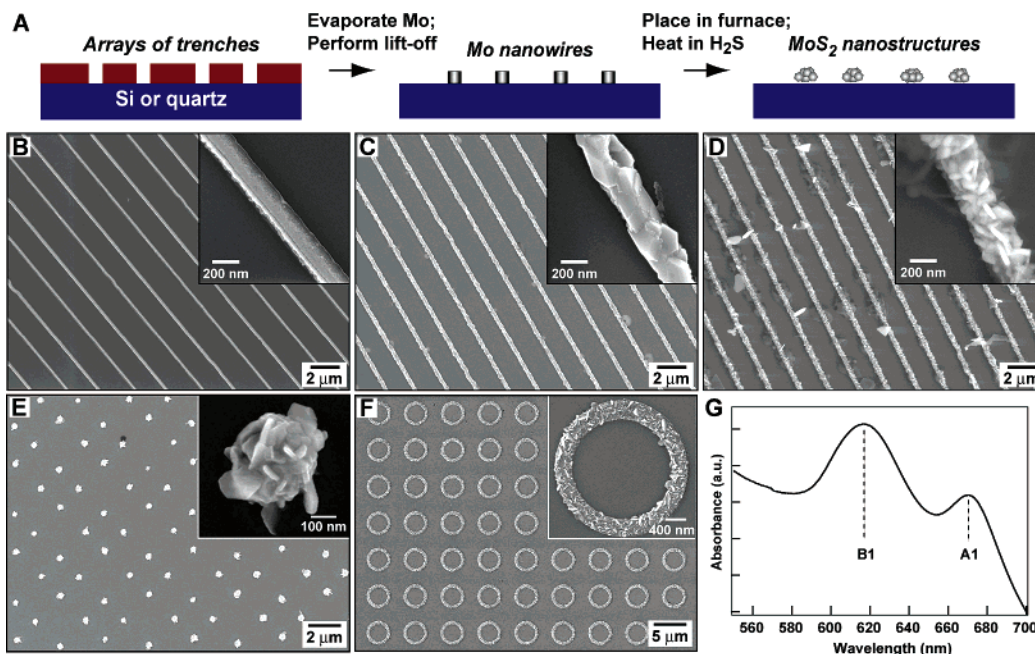 A
Arrays of trenches
Si or quartz
Evaporate Mo;
Perform lift-off
Mo nanowires
Place in furnace;
Heat in H₂S
MoS₂ nanostructures
B
200 nm
2 μm
C
200 nm
2 μm
D
200 nm
2 μm
E
100 nm
2 μm
F
400 nm
5 μm
G
Absorbance (a.u.)
B1
A1
560 580 600 620 640 660 680 700
Wavelength (nm)